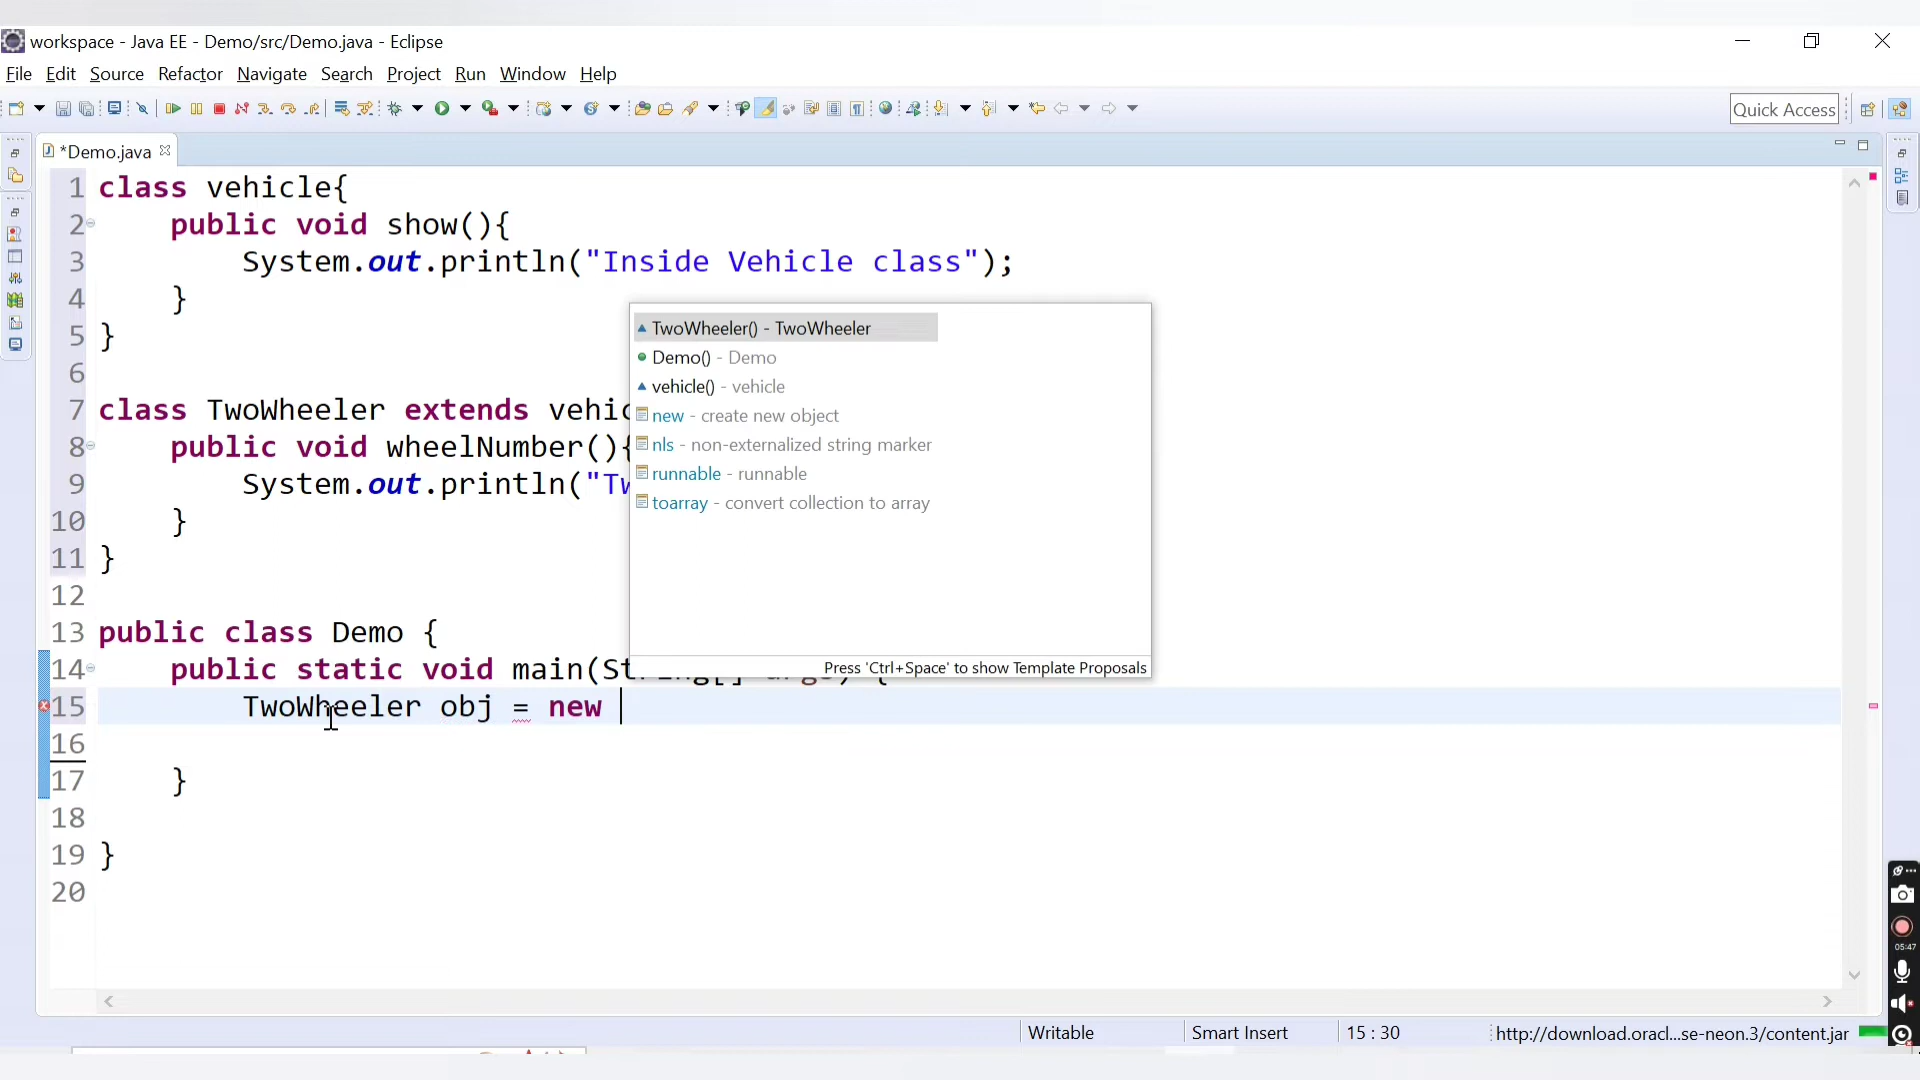 workspace - Java EE - Demo/src/Demo.java - Eclipse
File Edit Source Refactor Navigate Search Project Run Window Help
Quick Access
*Demo.java
1 class vehicle{
2 public void show(){
3 System.out.println("Inside Vehicle class");
4 }
5 }
6
7 class TwoWheeler extends vehic
8 public void wheelNumber(){
9 System.out.println("Tw
10 }
11 }
12
13 public class Demo {
14 public static void main(String[] args) {
15 TwoWheeler obj = new
16
17 }
18
19 }
20
TwoWheeler() - TwoWheeler
Demo() - Demo
vehicle() - vehicle
new - create new object
nls - non-externalized string marker
runnable - runnable
toarray - convert collection to array
Press 'Ctrl+Space' to show Template Proposals
05:47
Writable Smart Insert 15 : 30 http://download.oracl...se-neon.3/content.jar